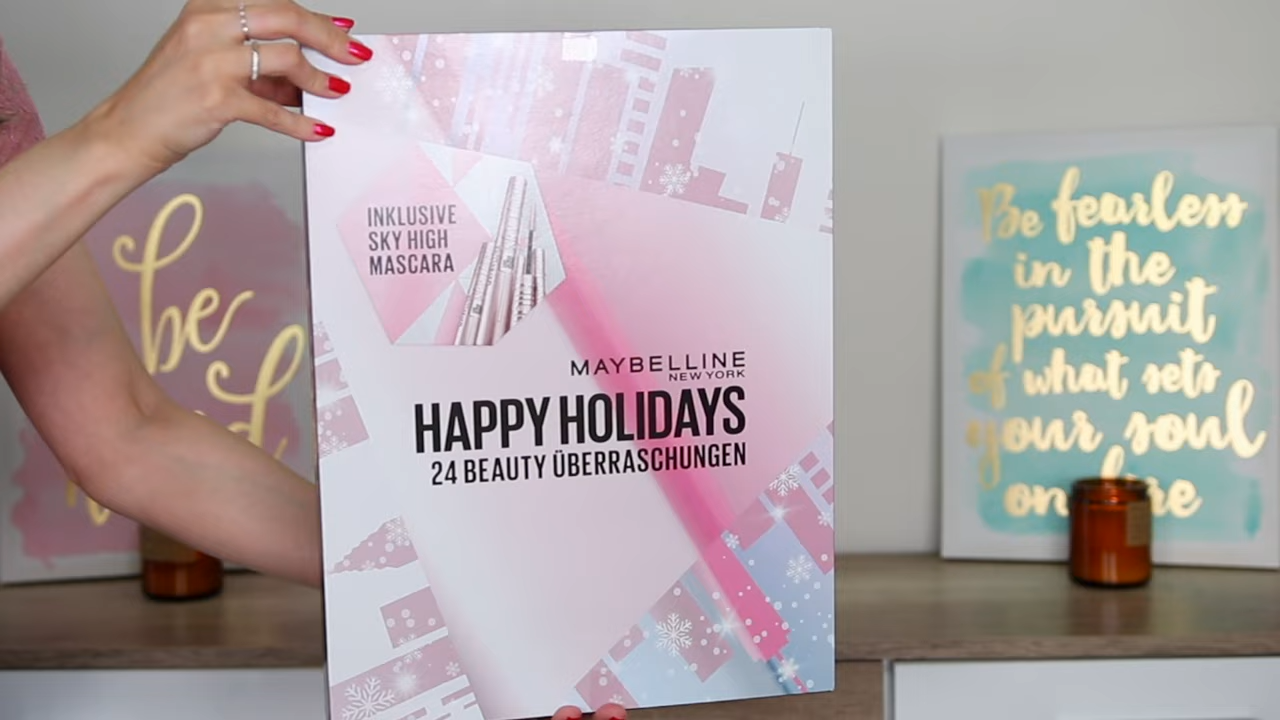 INKLUSIVE
SKY HIGH
MASCARA
MAYBELLINE
NEW YORK
HAPPY HOLIDAYS
24 BEAUTY ÜBERRASCHUNGEN
be
Be fearless
in the
pursuit
of what sets
your soul
on